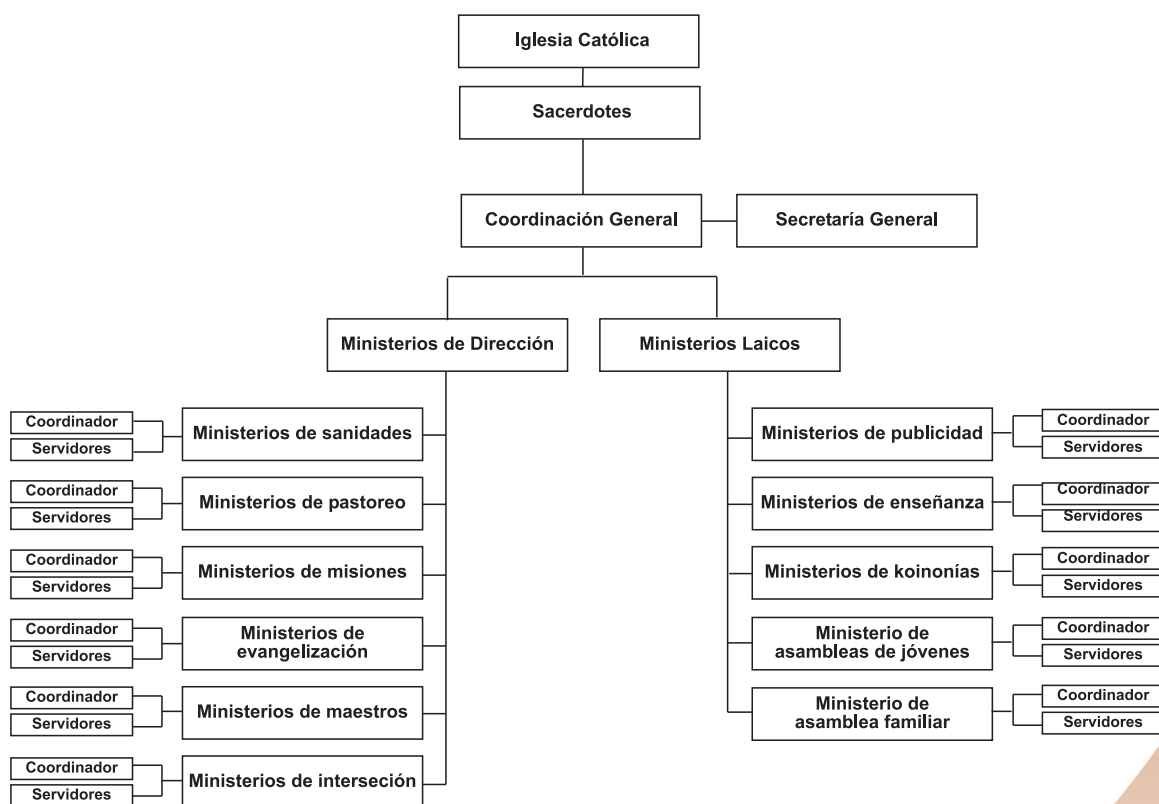 Iglesia Católica
Sacerdotes
Coordinación General
Secretaría General
Ministerios de Dirección
Ministerios Laicos
Coordinador
Servidores
Ministerios de sanidades
Ministerios de publicidad
Coordinador
Servidores
Coordinador
Servidores
Ministerios de pastoreo
Ministerios de enseñanza
Coordinador
Servidores
Coordinador
Servidores
Ministerios de misiones
Ministerios de koinonías
Coordinador
Servidores
Coordinador
Servidores
Ministerios de
evangelización
Ministerio de
asambleas de jóvenes
Coordinador
Servidores
Coordinador
Servidores
Ministerios de maestros
Ministerio de
asamblea familiar
Coordinador
Servidores
Coordinador
Servidores
Ministerios de interseción